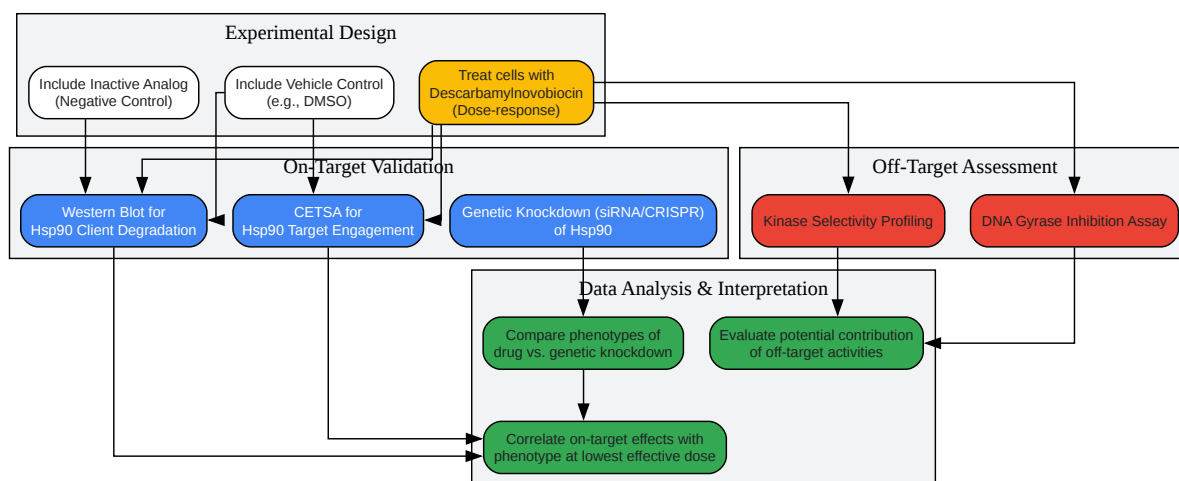 Experimental Design
Include Inactive Analog
(Negative Control)
Include Vehicle Control
(e.g., DMSO)
Treat cells with
Descarbamylnovobiocin
(Dose-response)
On-Target Validation
Western Blot for
Hsp90 Client Degradation
CETSA for
Hsp90 Target Engagement
Genetic Knockdown (siRNA/CRISPR)
of Hsp90
Off-Target Assessment
Kinase Selectivity Profiling
DNA Gyrase Inhibition Assay
Data Analysis & Interpretation
Compare phenotypes of
drug vs. genetic knockdown
Evaluate potential contribution
of off-target activities
Correlate on-target effects with
phenotype at lowest effective dose